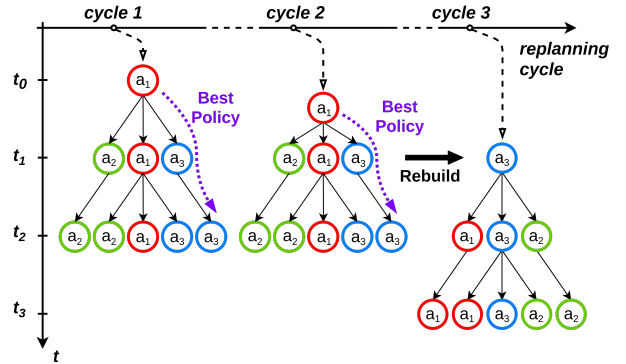 cycle 1 cycle 2 cycle 3
replanning
cycle
t0 a1 Best
Policy a1 Best
Policy
t1 a2 a1 a3 a2 a1 a3 Rebuild a3
t2 a2 a2 a1 a3 a3 a2 a2 a1 a3 a3 a1 a3 a2
t3 a1 a1 a3 a2 a2
t